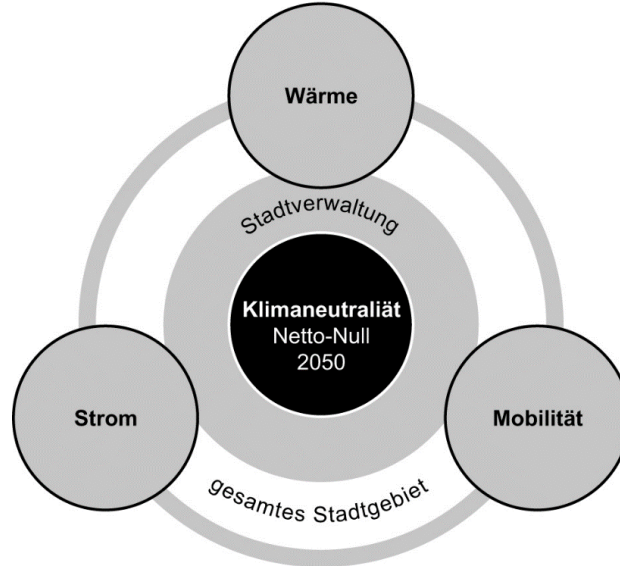 Wärme
Stadtverwaltung
Klimaneutraliät
Netto-Null
2050
Strom
Mobilität
gesamtes Stadtgebiet